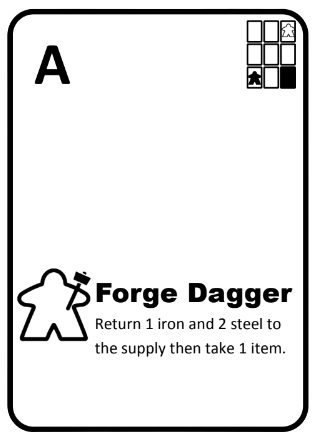 A
Forge Dagger
Return 1 iron and 2 steel to
the supply then take 1 item.